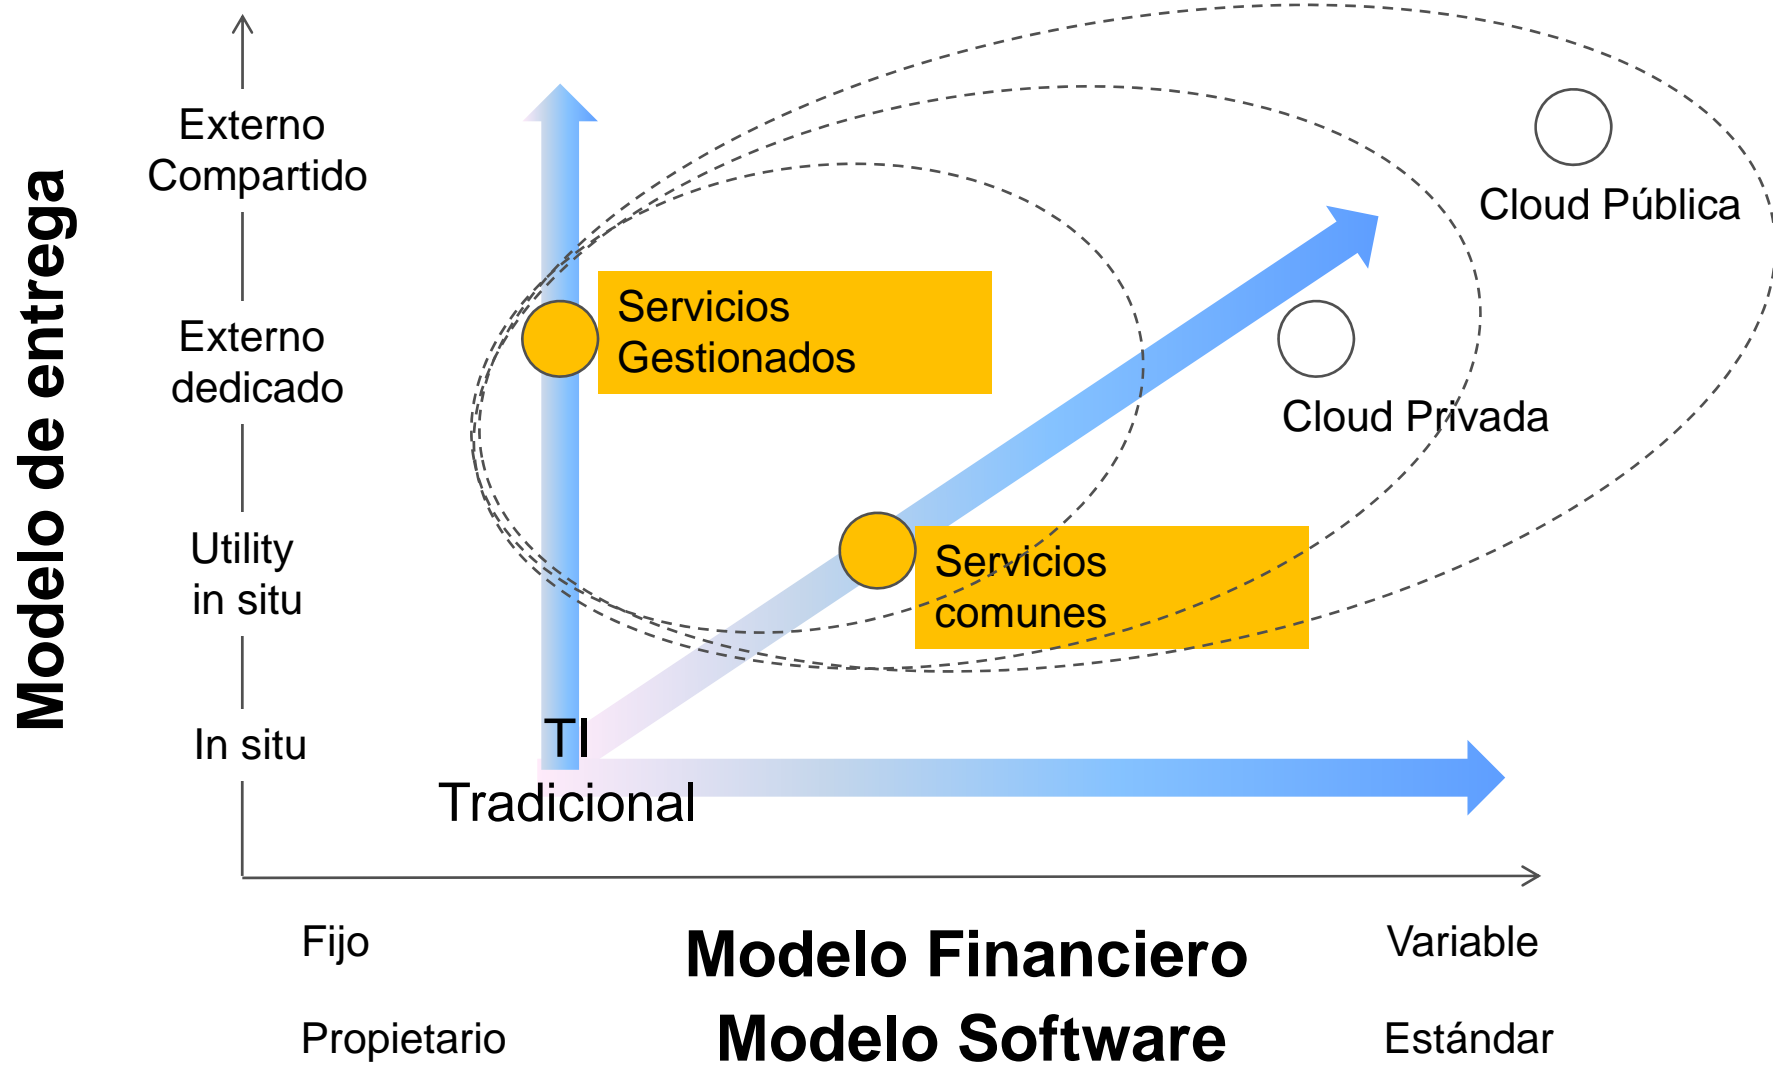 Modelo de entrega
Externo
Compartido
Externo
dedicado
Utility
in situ
In situ
Servicios
Gestionados
Cloud Pública
Cloud Privada
Servicios
comunes
TI
Tradicional
Fijo
Modelo Financiero
Variable
Propietario
Modelo Software
Estándar